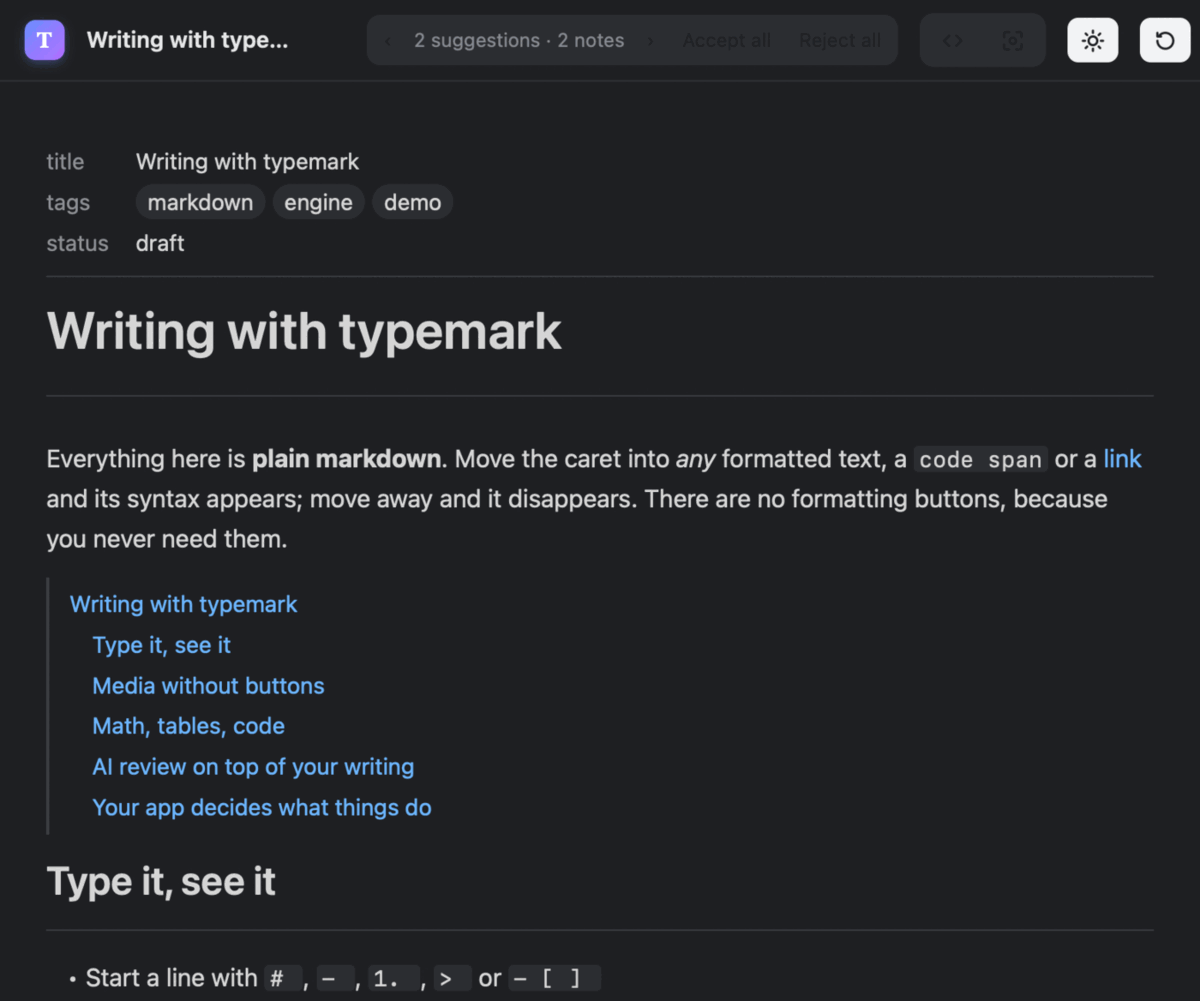 T Writing with type... 2 suggestions · 2 notes Accept all Reject all
title Writing with typemark
tags markdown engine demo
status draft
Writing with typemark
Everything here is plain markdown. Move the caret into any formatted text, a code span or a link
and its syntax appears; move away and it disappears. There are no formatting buttons, because
you never need them.
Writing with typemark
Type it, see it
Media without buttons
Math, tables, code
AI review on top of your writing
Your app decides what things do
Type it, see it
• Start a line with # , – , 1. , > or – [ ]